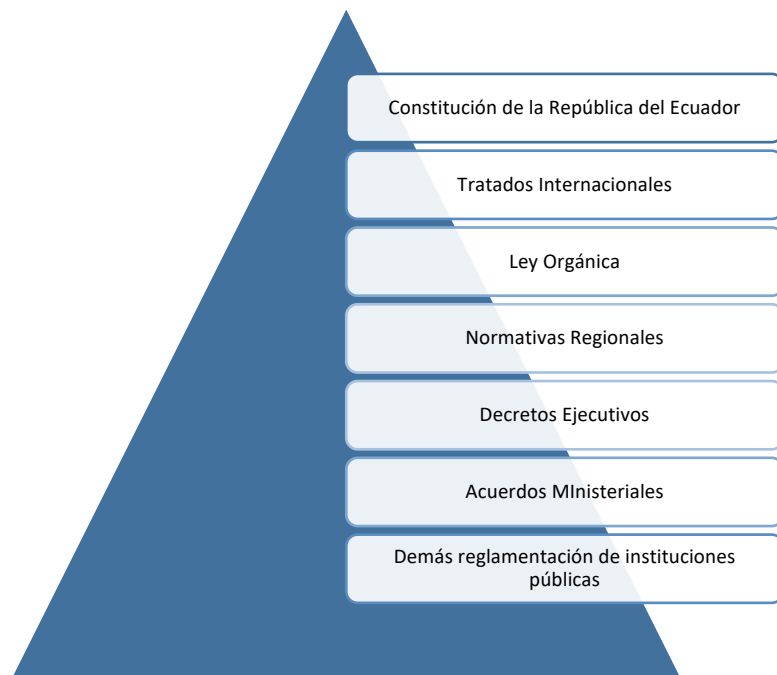 Constitución de la República del Ecuador
Tratados Internacionales
Ley Orgánica
Normativas Regionales
Decretos Ejecutivos
Acuerdos MInisteriales
Demás reglamentación de instituciones
públicas